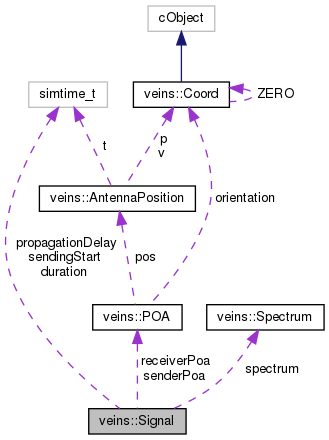 cObject
simtime_t
veins::Coord
ZERO
t
p
v
veins::AntennaPosition
orientation
propagationDelay
sendingStart
duration
pos
veins::POA
veins::Spectrum
receiverPoa
senderPoa
spectrum
veins::Signal